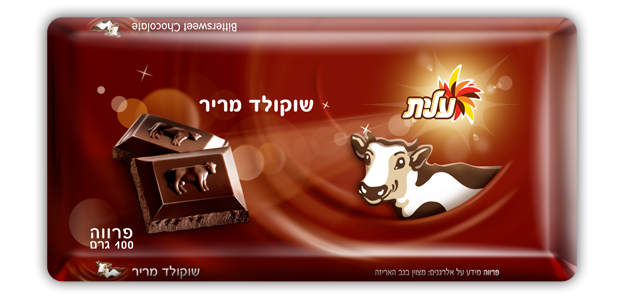 Bittersweet Chocolate
עלית
שוקולד מריר
פרווה
100 גרם
שוקולד מריר
פרווה מידע על אלרגנים: מצוין בגב האריזה